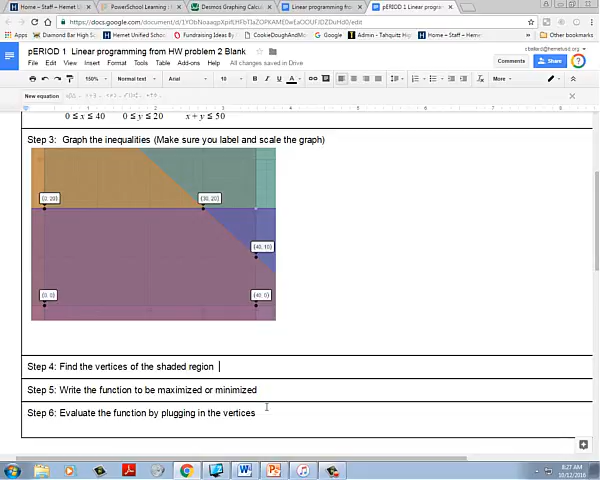 Home - Staff - Hemet U
PowerSchool Learning
Desmos Graphing Calcu
Linear programming fro
pERIOD 1 Linear progra
https://docs.google.com/document/d/
Apps
Bookmarks
Diamond Bar High Sc
Hemet Unified School
Fundraising Ideas
CookieDoughAndMo
Google
Admin - Tahquitz Hig
Home - Staff - Hemet
pERIOD 1 Linear programming from HW problem 2 Blank
File Edit View Insert Format Tools Table Add-ons Help All changes saved in Drive
Comments
Share
150%
Normal text
Arial
10
More
New equation
0 ≤ x ≤ 40 0 ≤ y ≤ 20 x + y ≤ 50
Step 3: Graph the inequalities (Make sure you label and scale the graph)
(0, 20)
(30, 20)
(40, 10)
(0, 0)
(40, 0)
Step 4: Find the vertices of the shaded region
Step 5: Write the function to be maximized or minimized
Step 6: Evaluate the function by plugging in the vertices
8:27 AM
10/12/2016